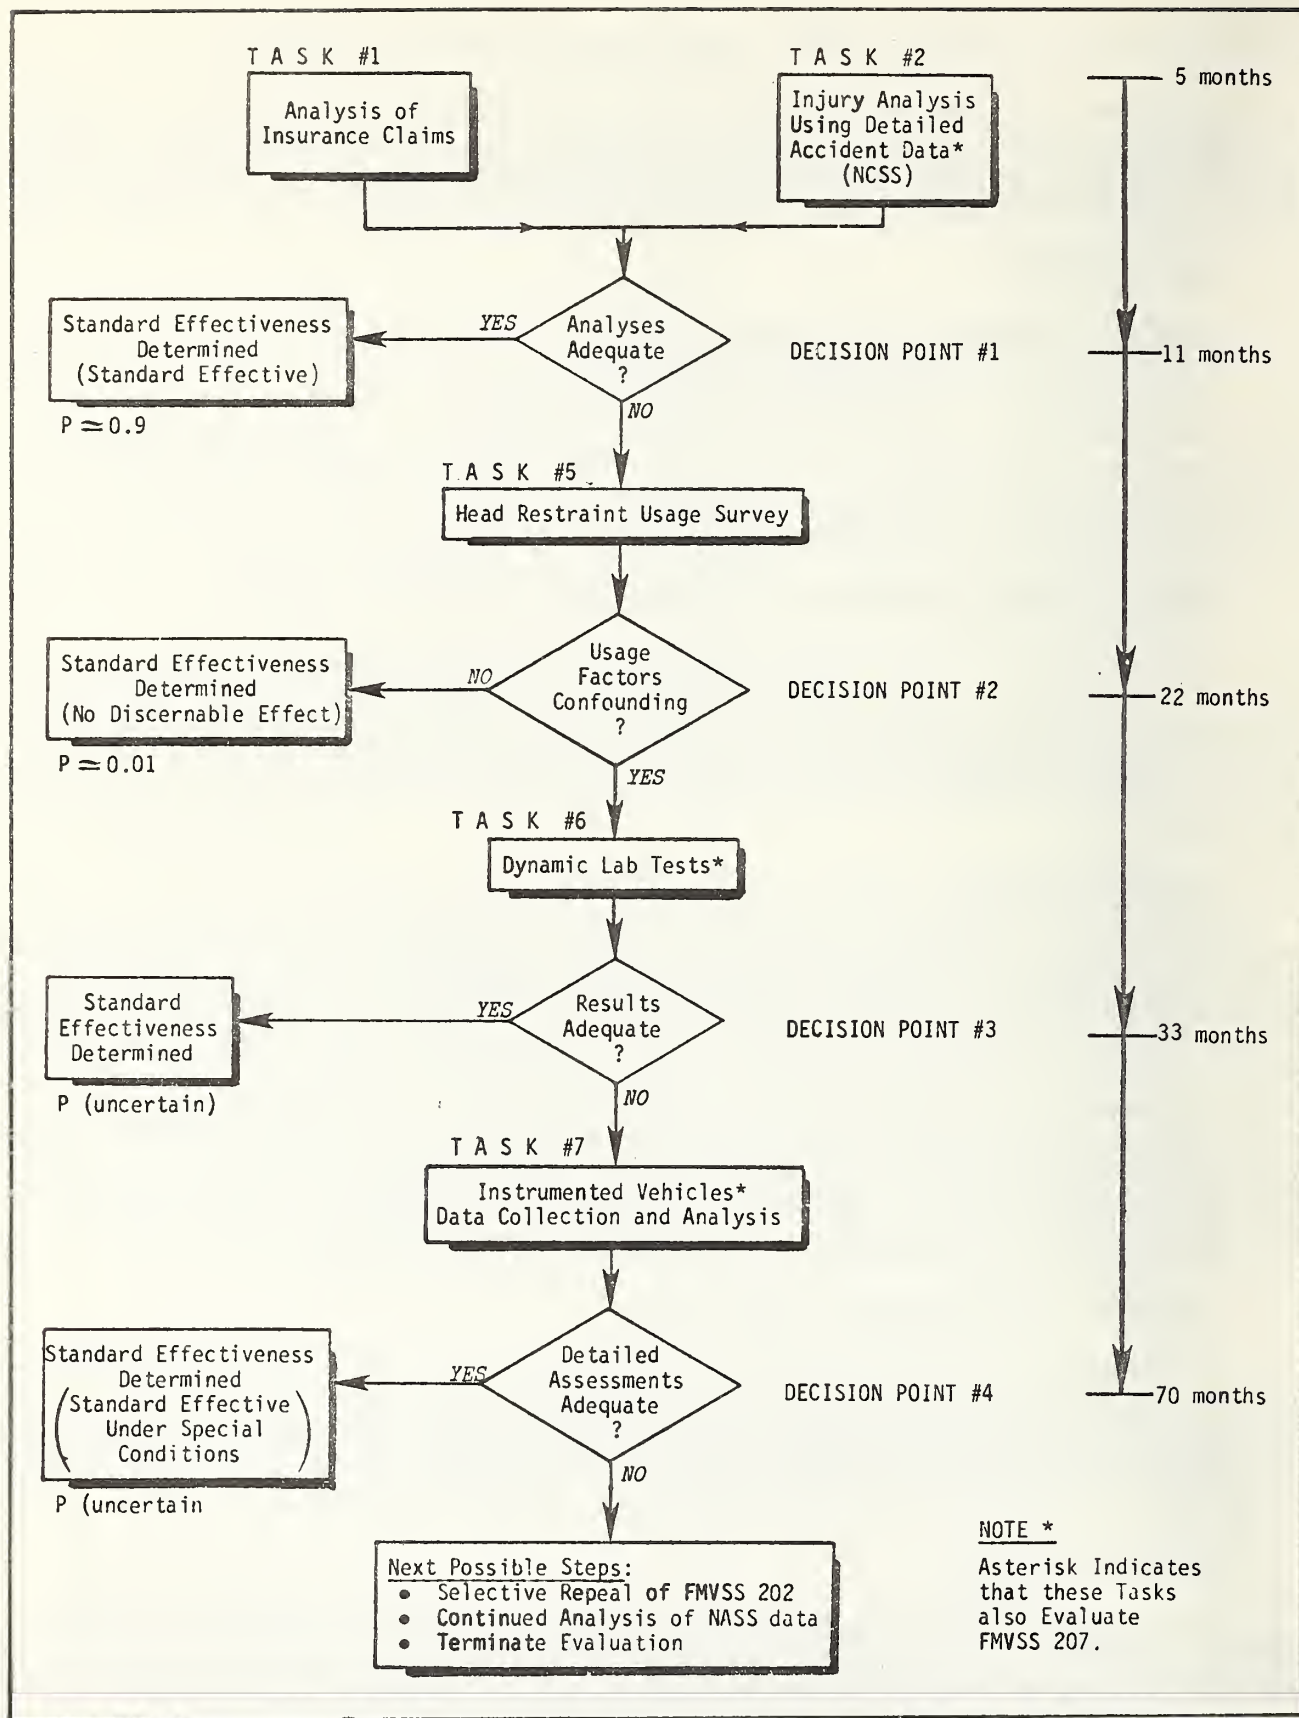 T A S K #1
Analysis of
Insurance Claims
T A S K #2
Injury Analysis
Using Detailed
Accident Data*
(NCSS)
5 months
Analyses
Adequate
?
YES
Standard Effectiveness
Determined
(Standard Effective)
P ≃ 0.9
DECISION POINT #1
11 months
NO
T A S K #5
Head Restraint Usage Survey
Usage
Factors
Confounding
?
NO
Standard Effectiveness
Determined
(No Discernable Effect)
P ≃ 0.01
DECISION POINT #2
22 months
YES
T A S K #6
Dynamic Lab Tests*
Results
Adequate
?
YES
Standard
Effectiveness
Determined
P (uncertain)
DECISION POINT #3
33 months
NO
T A S K #7
Instrumented Vehicles*
Data Collection and Analysis
Detailed
Assessments
Adequate
?
YES
Standard Effectiveness
Determined
(Standard Effective
Under Special
Conditions)
P (uncertain
DECISION POINT #4
70 months
NO
Next Possible Steps:
• Selective Repeal of FMVSS 202
• Continued Analysis of NASS data
• Terminate Evaluation
NOTE *
Asterisk Indicates
that these Tasks
also Evaluate
FMVSS 207.